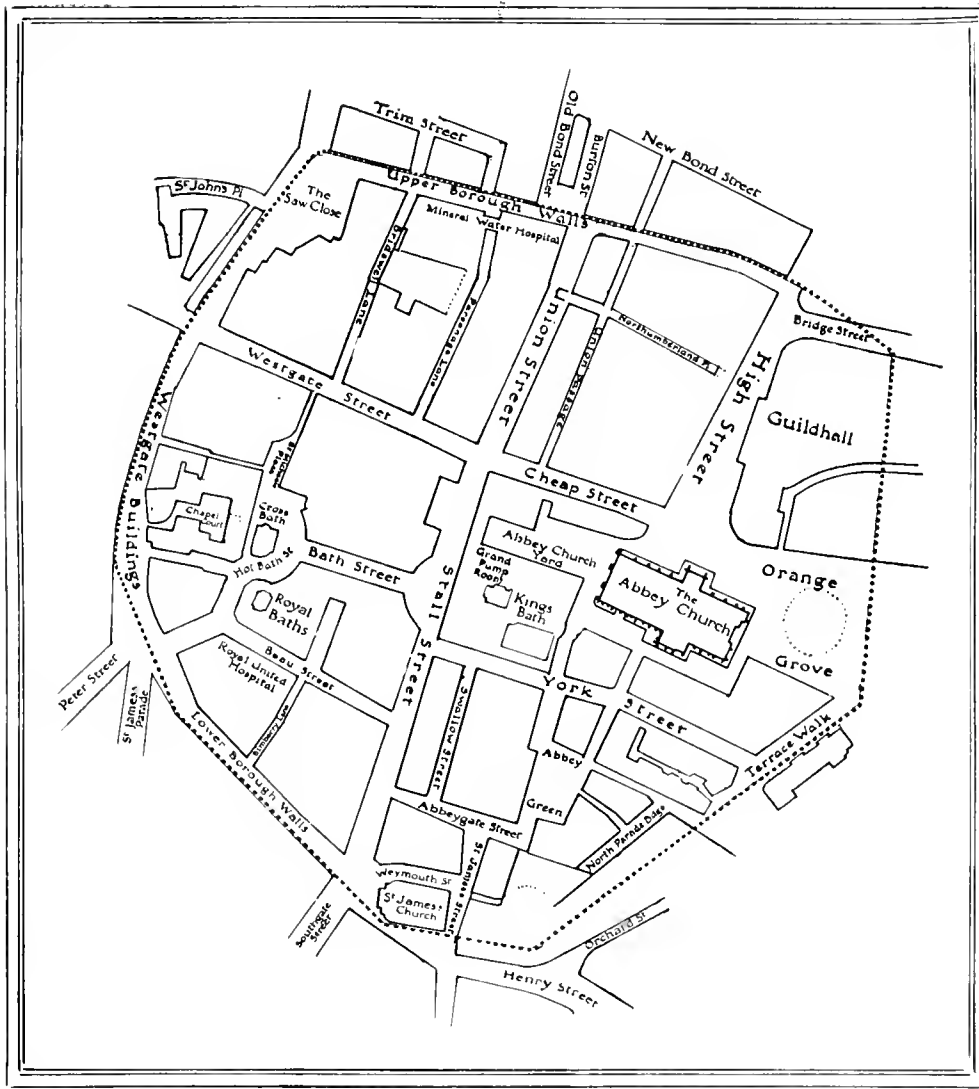 Trim Street
Old Bond Street
Burton St
New Bond Street
St Johns Pl
The
Saw Close
Upper Borough Walls
Mineral Water Hospital
Bridewell Lane
Parsonage Lane
Union Street
Union Passage
Northumberland Pl
Bridge Street
High Street
Guildhall
Westgate Street
Westgate Buildings
Cheap Street
Chapel
Court
Cross
Bath
Hot Bath St
Bath Street
Abbey Church
Yard
Grand
Pump
Room
Kings
Bath
The
Abbey Church
Orange
Grove
Royal
Baths
Stall Street
Beau Street
Royal United
Hospital
York
Street
Swallow Street
Peter Street
St James
Parade
Lower Borough Walls
Abbey
Green
Terrace Walk
Abbeygate Street
North Parade Bdgs
St James's Street
Weymouth St
St James'
Church
Southgate
Street
Orchard St
Henry Street